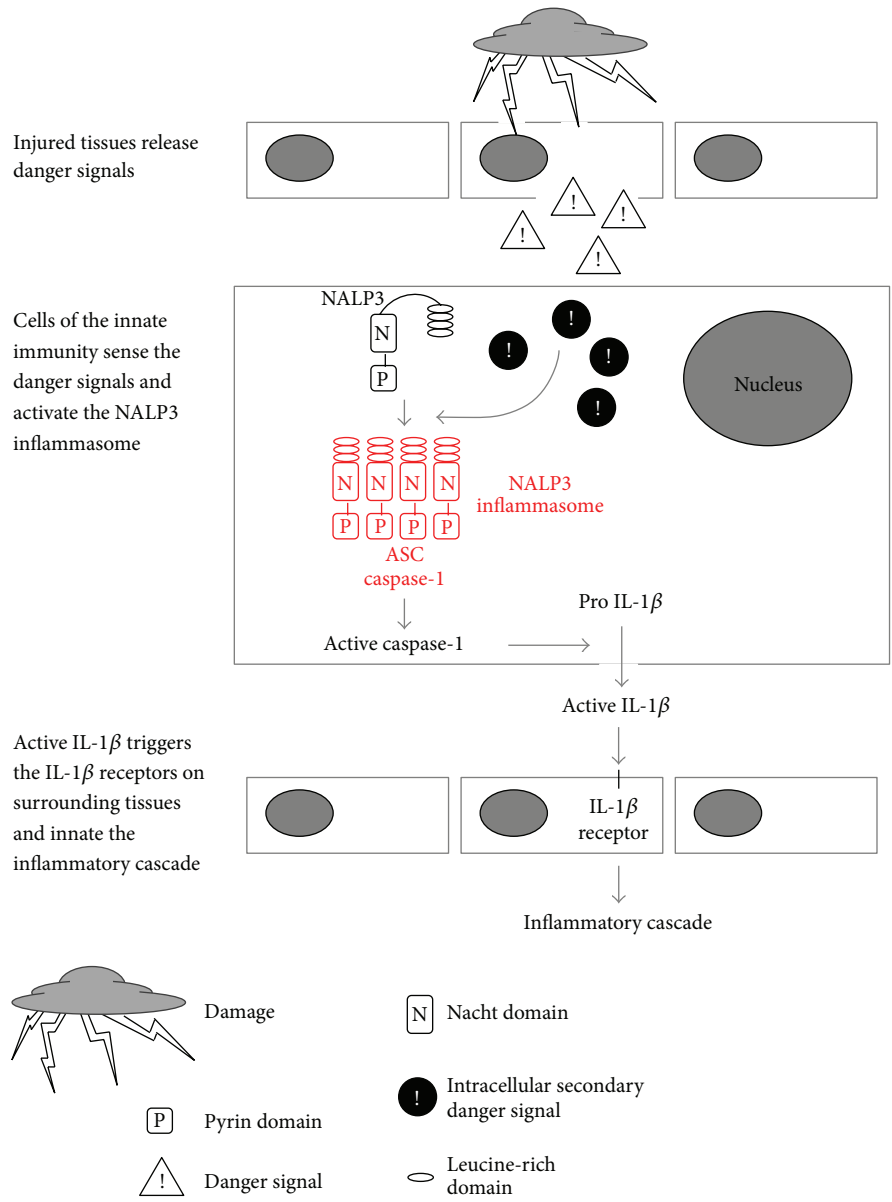 Injured tissues release
danger signals
!
!
!
!
Cells of the innate
immunity sense the
danger signals and
activate the NALP3
inflammasome
NALP3
N
P
!
!
!
!
Nucleus
N
N
N
N
P
P
P
P
NALP3
inflammasome
ASC
caspase-1
Pro IL-1β
Active caspase-1
Active IL-1β
Active IL-1β triggers
the IL-1β receptors on
surrounding tissues
and innate the
inflammatory cascade
IL-1β
receptor
Inflammatory cascade
Damage
N
Nacht domain
P
Pyrin domain
!
Intracellular secondary
danger signal
!
Danger signal
Leucine-rich
domain